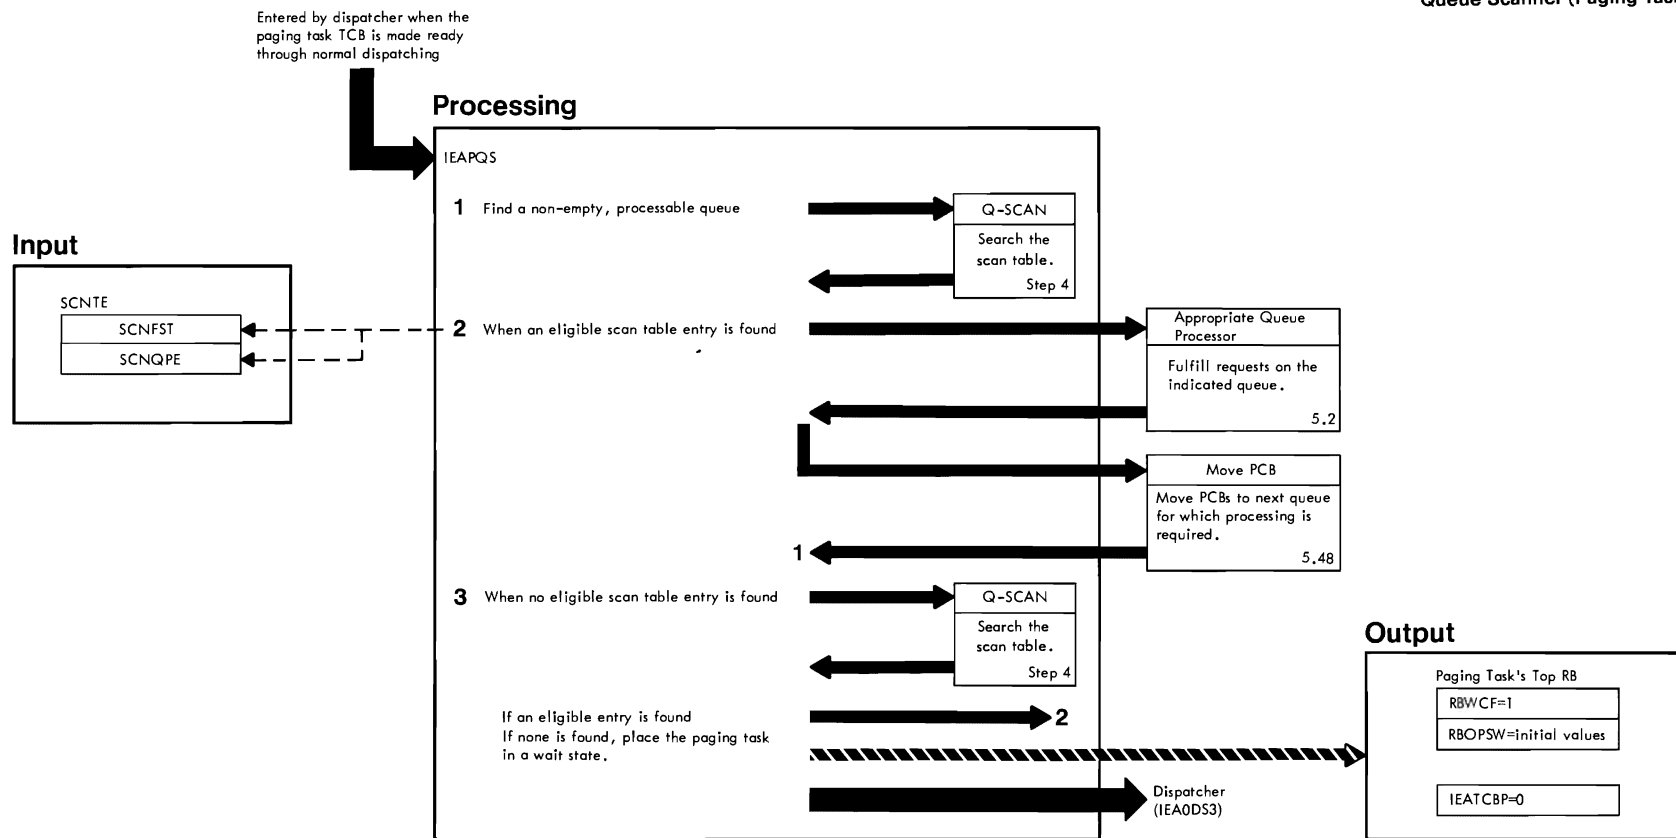 Queue Scanner (Paging Task
Entered by dispatcher when the
paging task TCB is made ready
through normal dispatching
Processing
IEAPQS
1 Find a non-empty, processable queue
Q-SCAN
Search the
scan table.
Step 4
Input
SCNTE
SCNFST
SCNQPE
2 When an eligible scan table entry is found
Appropriate Queue
Processor
Fulfill requests on the
indicated queue.
5.2
Move PCB
Move PCBs to next queue
for which processing is
required.
5.48
1
3 When no eligible scan table entry is found
Q-SCAN
Search the
scan table.
Step 4
If an eligible entry is found
2
If none is found, place the paging task
in a wait state.
Dispatcher
(IEA0DS3)
Output
Paging Task's Top RB
RBWCF=1
RBOPSW=initial values
IEATCBP=0